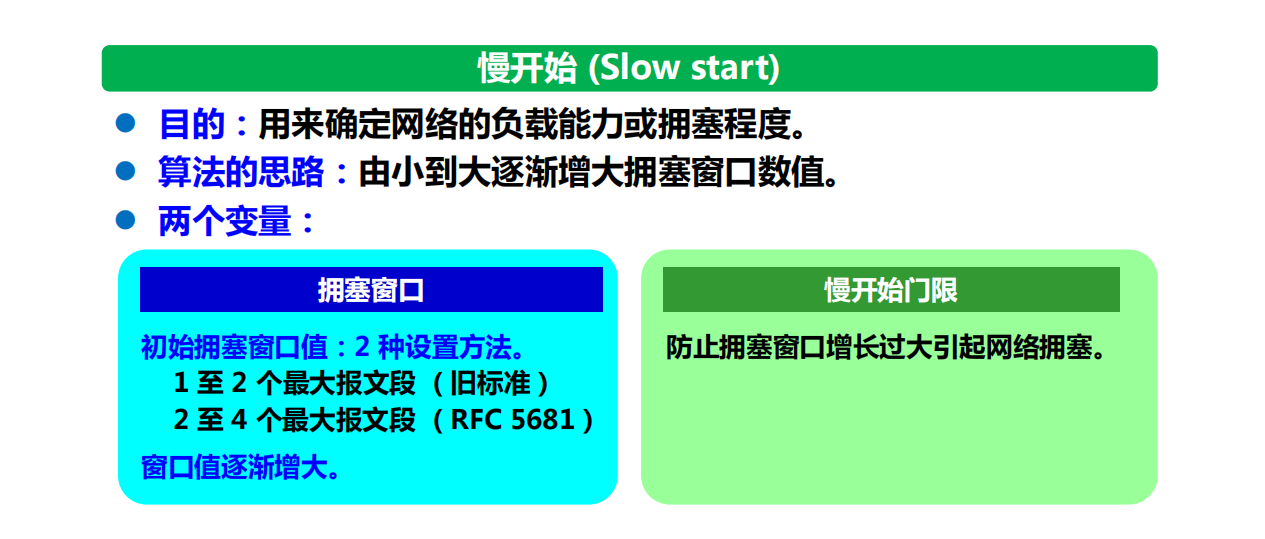 慢开始 (Slow start)
目的：用来确定网络的负载能力或拥塞程度。
算法的思路：由小到大逐渐增大拥塞窗口数值。
两个变量：
拥塞窗口
初始拥塞窗口值：2 种设置方法。
1 至 2 个最大报文段 （旧标准）
2 至 4 个最大报文段 （RFC 5681）
窗口值逐渐增大。
慢开始门限
防止拥塞窗口增长过大引起网络拥塞。